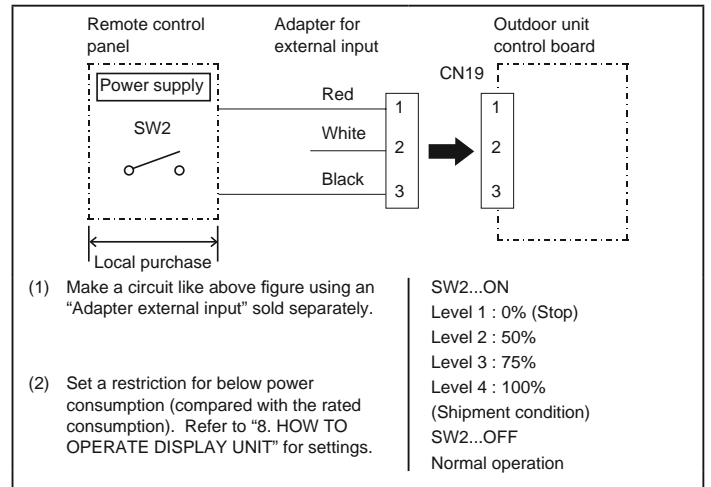 Remote control
panel
Adapter for
external input
Outdoor unit
control board
CN19
Power supply
SW2
Red
White
Black
1
2
3
1
2
3
Local purchase
(1) Make a circuit like above figure using an
“Adapter external input” sold separately.
(2) Set a restriction for below power
consumption (compared with the rated
consumption). Refer to “8. HOW TO
OPERATE DISPLAY UNIT” for settings.
SW2...ON
Level 1 : 0% (Stop)
Level 2 : 50%
Level 3 : 75%
Level 4 : 100%
(Shipment condition)
SW2...OFF
Normal operation